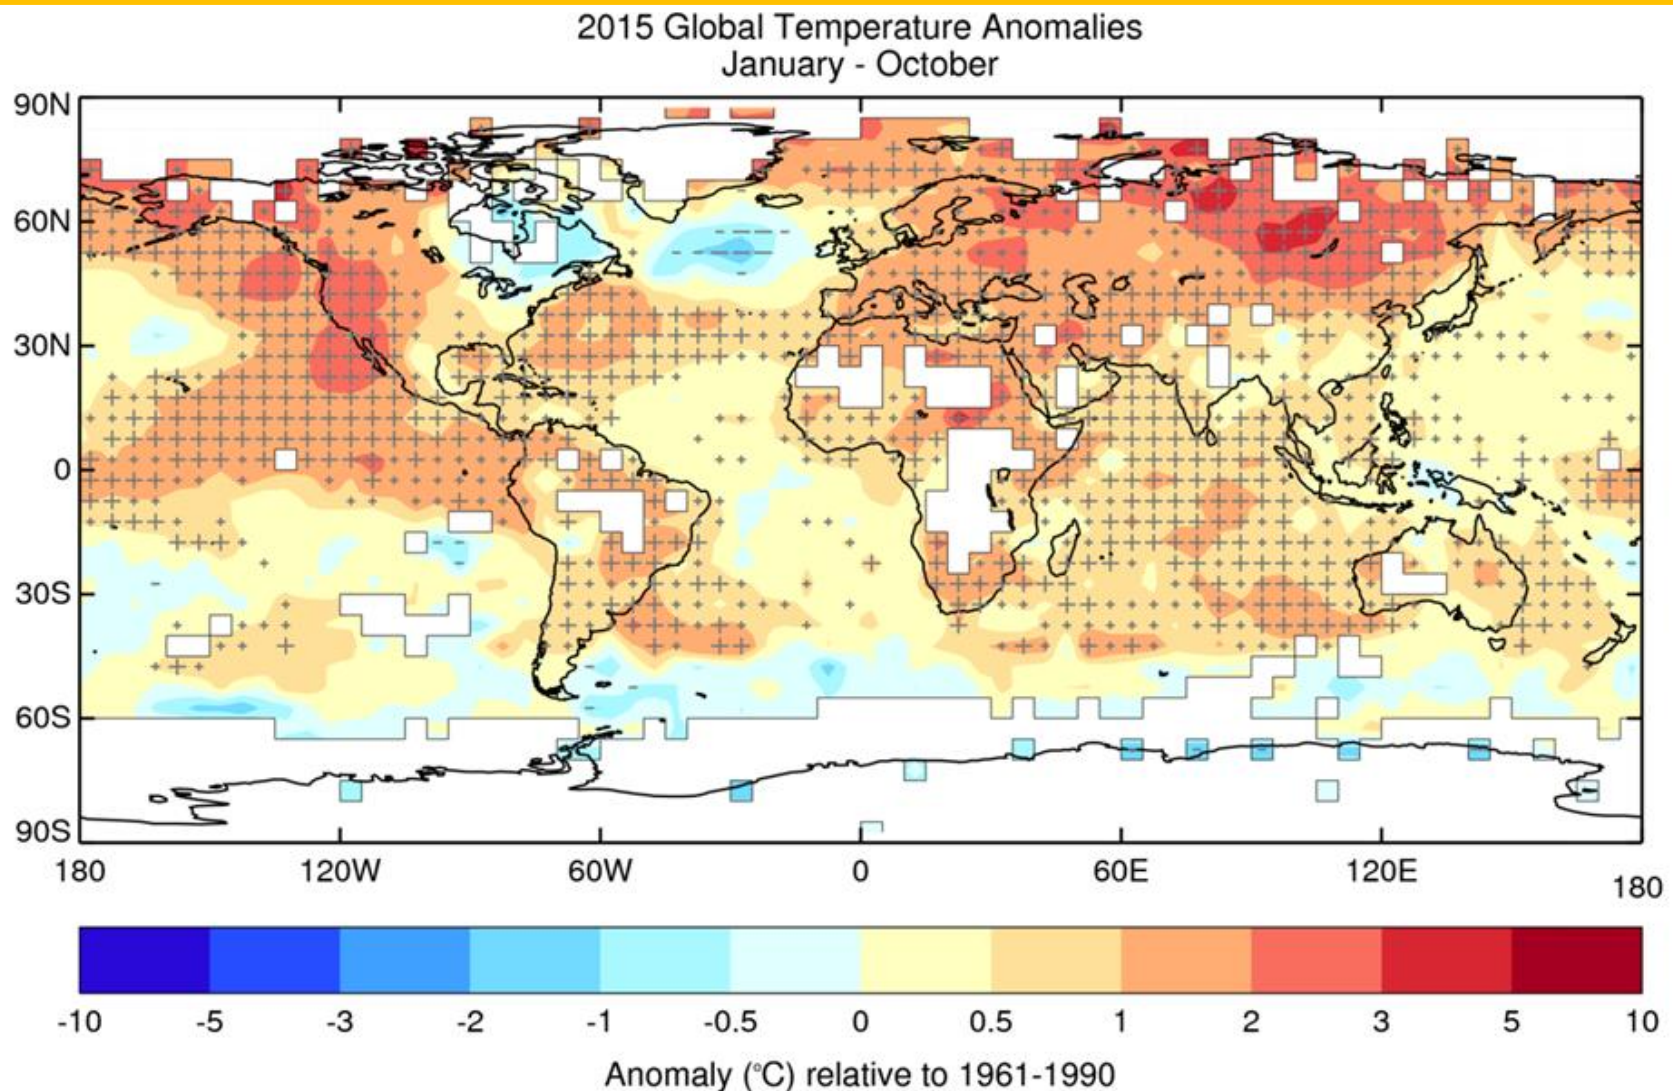 2015 Global Temperature Anomalies
January - October
90N
60N
30N
0
30S
60S
90S
180 120W 60W 0 60E 120E 180
-10 -5 -3 -2 -1 -0.5 0 0.5 1 2 3 5 10
Anomaly (°C) relative to 1961-1990